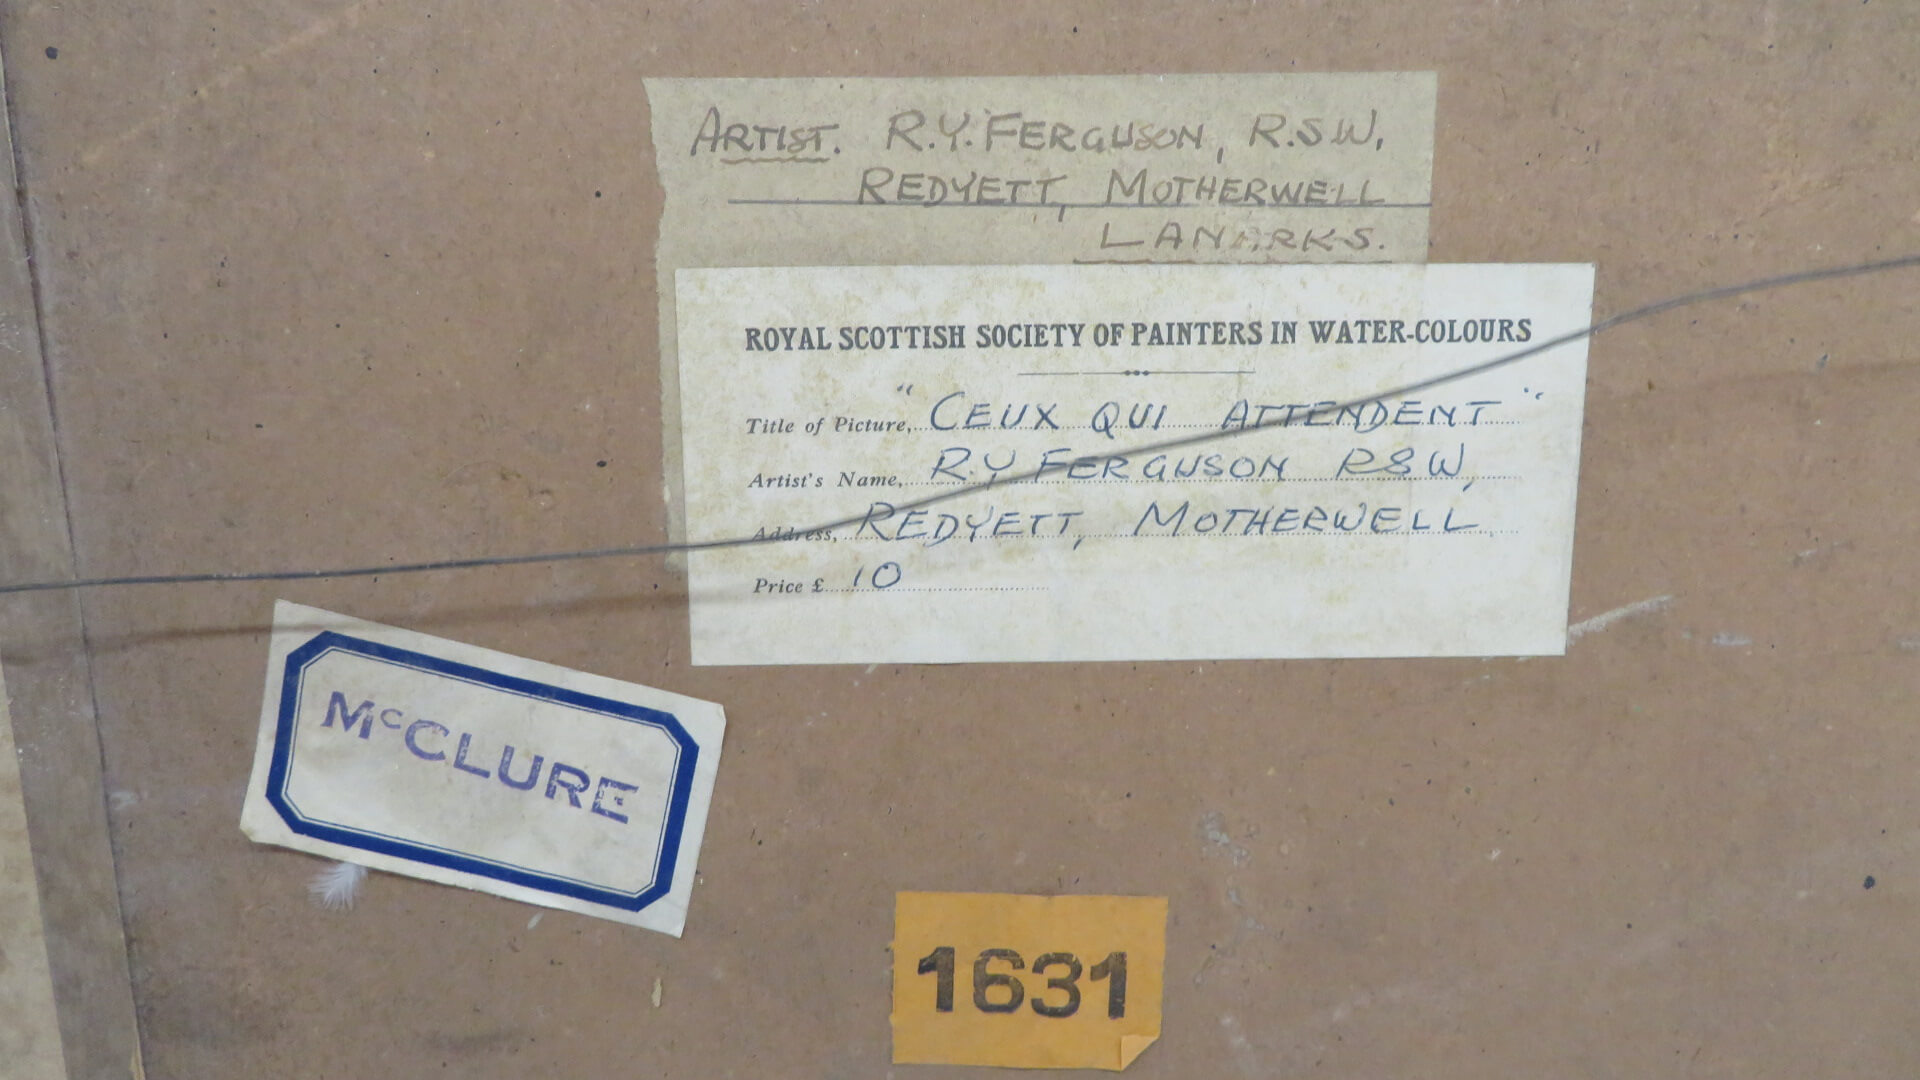 ARTIST. R.Y. FERGUSON, R.S.W.
REDYETT, MOTHERWELL
LANARKS.
ROYAL SCOTTISH SOCIETY OF PAINTERS IN WATER-COLOURS
Title of Picture, "CEUX QUI ATTENDENT"
Artist's Name, R.Y FERGUSON RSW,
Address, REDYETT, MOTHERWELL
Price £ 10
McCLURE
1631